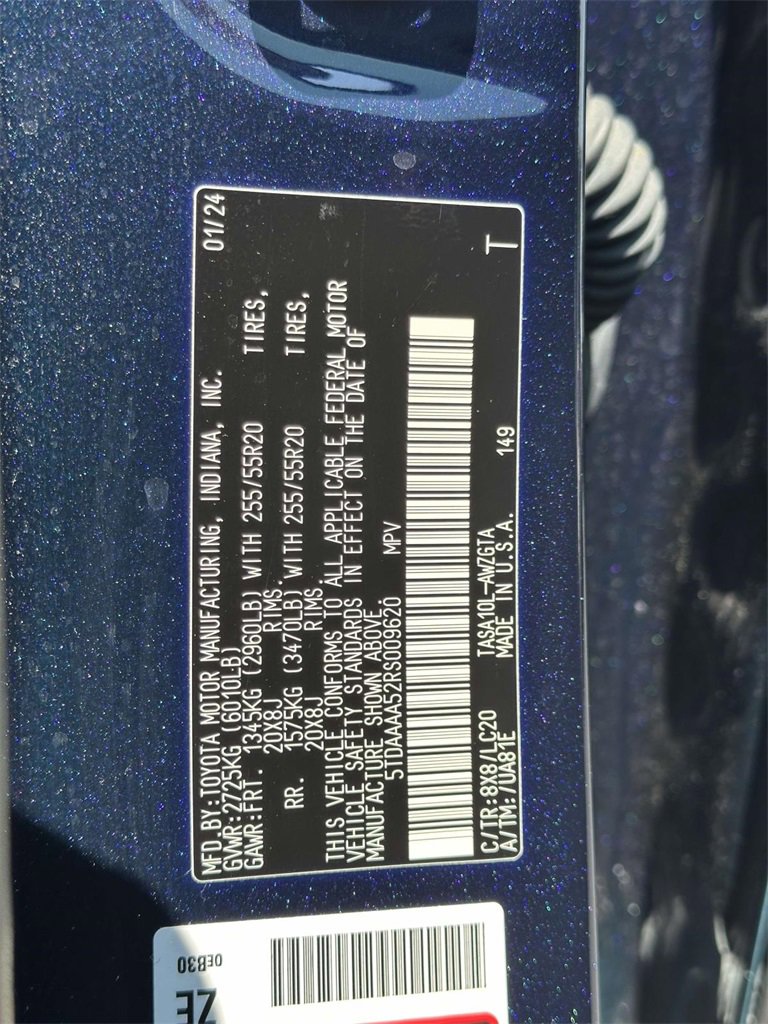 MFD.BY:TOYOTA MOTOR MANUFACTURING, INDIANA, INC. 01/24
GVWR:2725KG (6010LB)
GAWR:FRT. 1345KG (2960LB) WITH 255/55R20 TIRES,
20X8J RIMS.
RR. 1575KG (3470LB) WITH 255/55R20 TIRES,
20X8J RIMS.
THIS VEHICLE CONFORMS TO ALL APPLICABLE FEDERAL MOTOR
VEHICLE SAFETY STANDARDS IN EFFECT ON THE DATE OF
MANUFACTURE SHOWN ABOVE.
5TDAAAA52RS009620 MPV
C/TR:8X8/LC20 TASA10L-AWZGTA 149
A/TM:/UA81E MADE IN U.S.A. T
0EB30
ZE